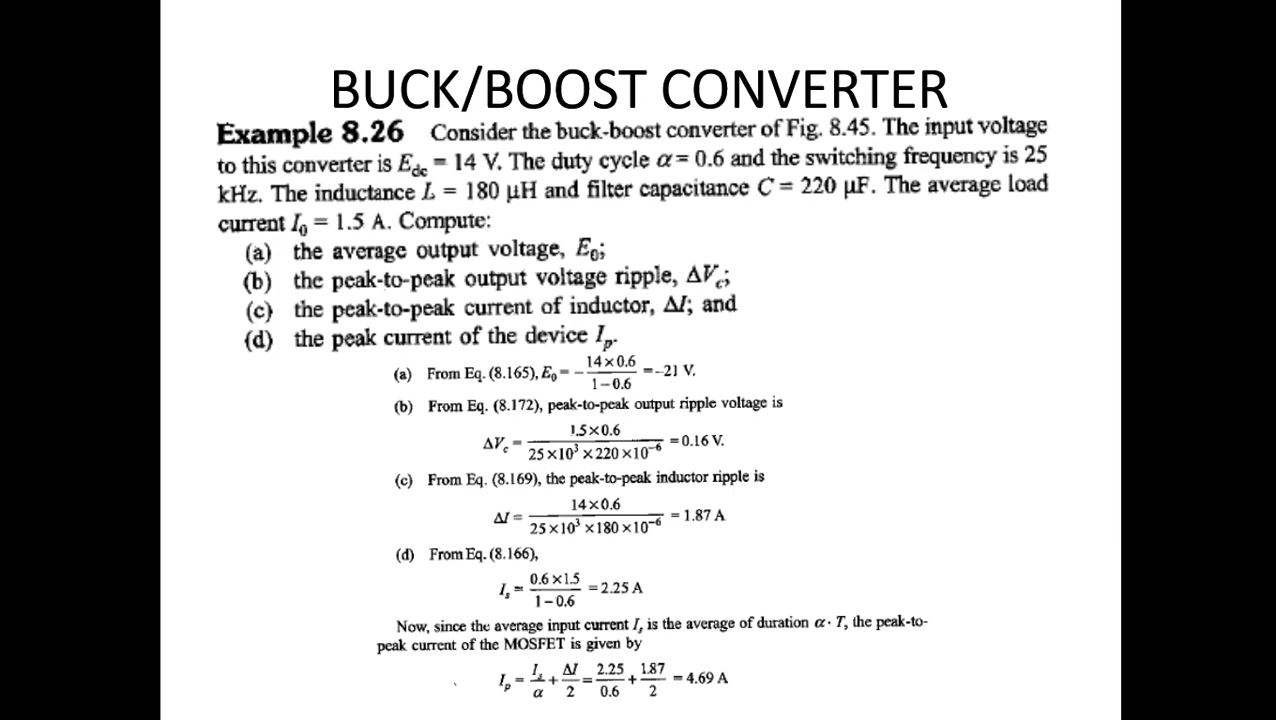 BUCK/BOOST CONVERTER
Example 8.26 Consider the buck-boost converter of Fig. 8.45. The input voltage
to this converter is E_dc = 14 V. The duty cycle α = 0.6 and the switching frequency is 25
kHz. The inductance L = 180 μH and filter capacitance C = 220 μF. The average load
current I_0 = 1.5 A. Compute:
(a) the average output voltage, E_0;
(b) the peak-to-peak output voltage ripple, ΔV_c;
(c) the peak-to-peak current of inductor, ΔI; and
(d) the peak current of the device I_p.
(a) From Eq. (8.165), E_0 = - (14×0.6)/(1-0.6) = -21 V.
(b) From Eq. (8.172), peak-to-peak output ripple voltage is
ΔV_c = (1.5×0.6)/(25×10³×220×10⁻⁶) = 0.16 V.
(c) From Eq. (8.169), the peak-to-peak inductor ripple is
ΔI = (14×0.6)/(25×10³×180×10⁻⁶) = 1.87 A
(d) From Eq. (8.166),
I_s = (0.6×1.5)/(1-0.6) = 2.25 A
Now, since the average input current I_s is the average of duration α· T, the peak-to-
peak current of the MOSFET is given by
I_p = I_s/α + ΔI/2 = 2.25/0.6 + 1.87/2 = 4.69 A